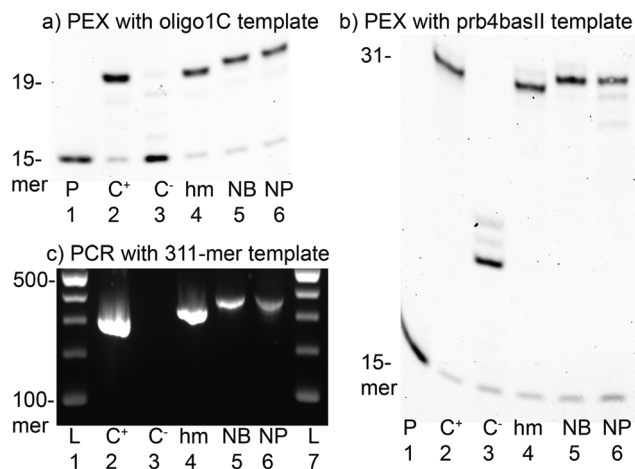 a) PEX with oligo1C template
19-
15-
mer
P C+ C- hm NB NP
1 2 3 4 5 6
c) PCR with 311-mer template
500-
100-
mer
L C+ C- hm NB NP L
1 2 3 4 5 6 7
b) PEX with prb4basII template
31-
15-
mer
P C+ C- hm NB NP
1 2 3 4 5 6